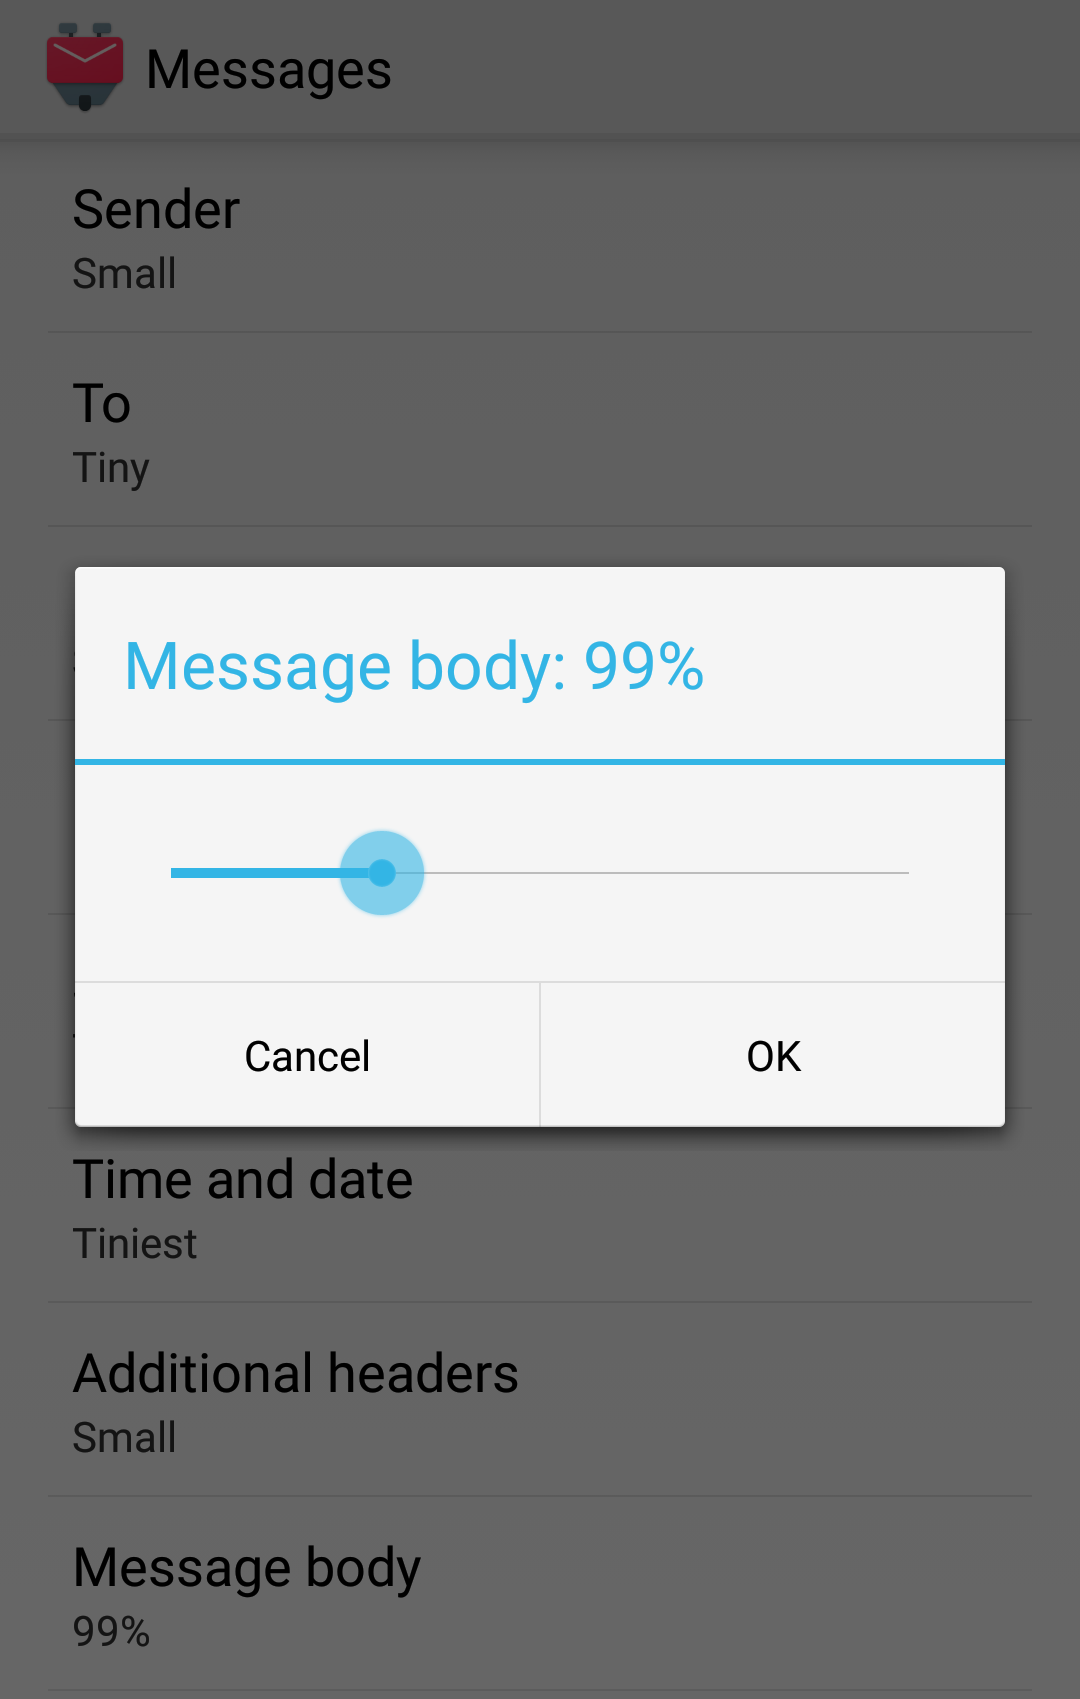 Messages
Sender
Small
To
Tiny
Message body: 99%
Cancel
OK
Time and date
Tiniest
Additional headers
Small
Message body
99%